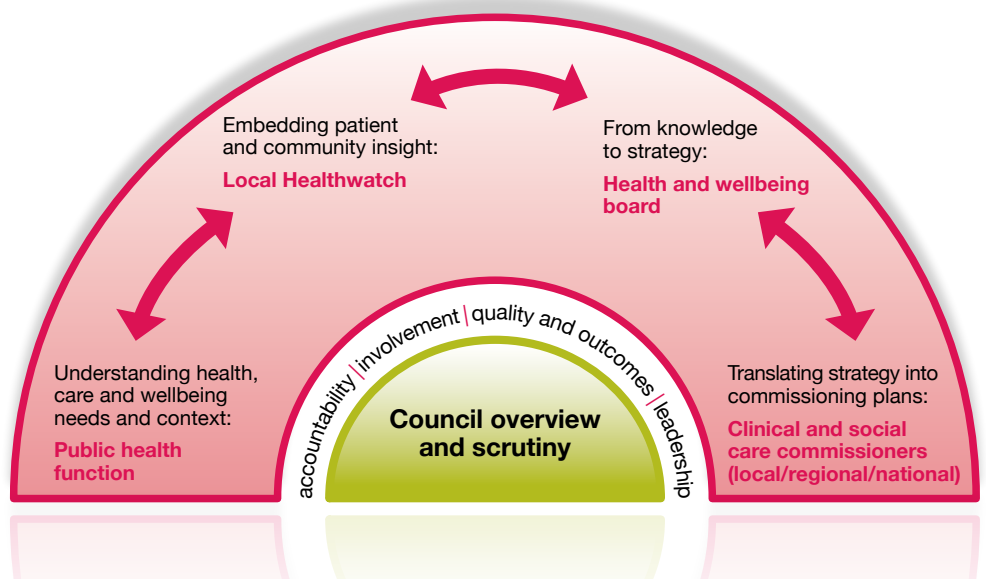 Embedding patient
and community insight:
Local Healthwatch
From knowledge
to strategy:
Health and wellbeing
board
Understanding health,
care and wellbeing
needs and context:
Public health
function
accountability|involvement|quality and outcomes|leadership
Council overview
and scrutiny
Translating strategy into
commissioning plans:
Clinical and social
care commissioners
(local/regional/national)